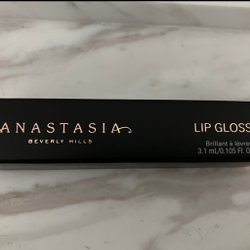 ANASTASIA
BEVERLY HILLS
LIP GLOSS
Brillant à lèvres
3.1 mL/0.105 fl.